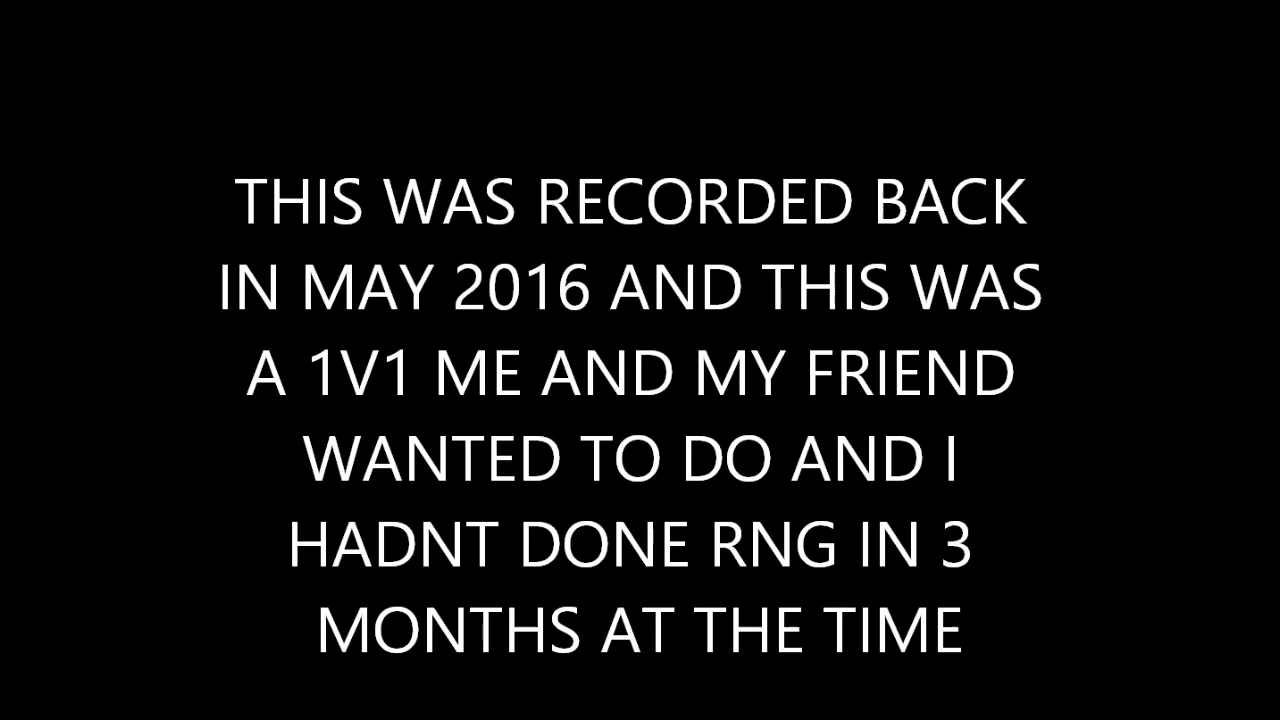 THIS WAS RECORDED BACK
IN MAY 2016 AND THIS WAS
A 1V1 ME AND MY FRIEND
WANTED TO DO AND I
HADNT DONE RNG IN 3
MONTHS AT THE TIME